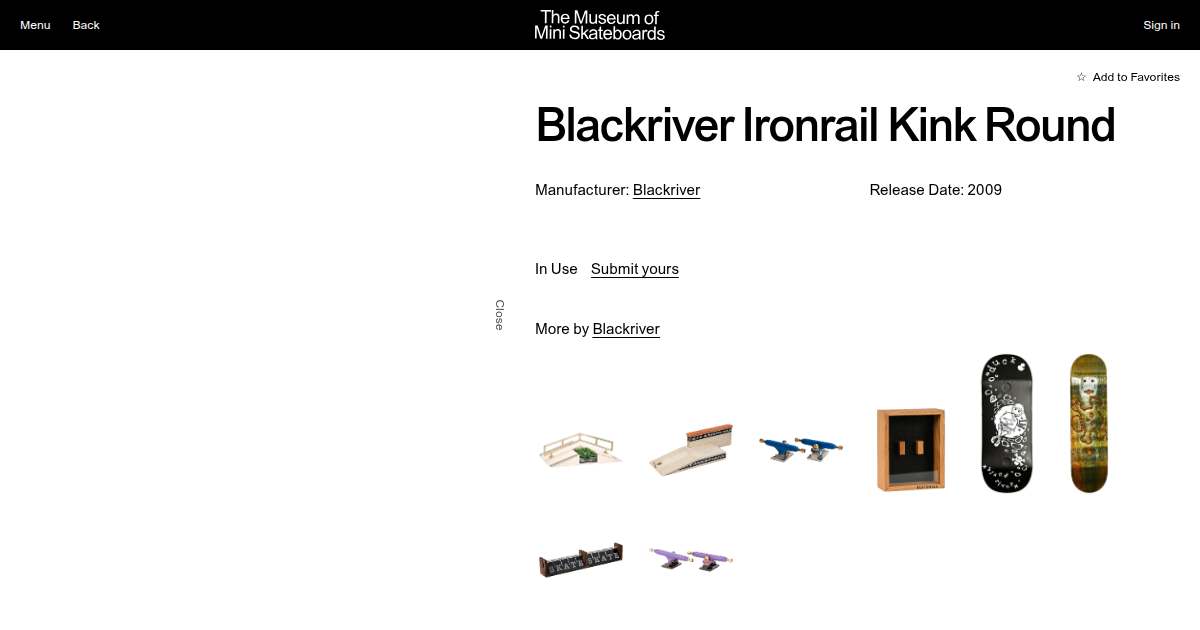 Menu
Back
The Museum of
Mini Skateboards
Sign in
☆ Add to Favorites
Blackriver Ironrail Kink Round
Manufacturer: Blackriver
Release Date: 2009
In Use
Submit yours
Close
More by Blackriver